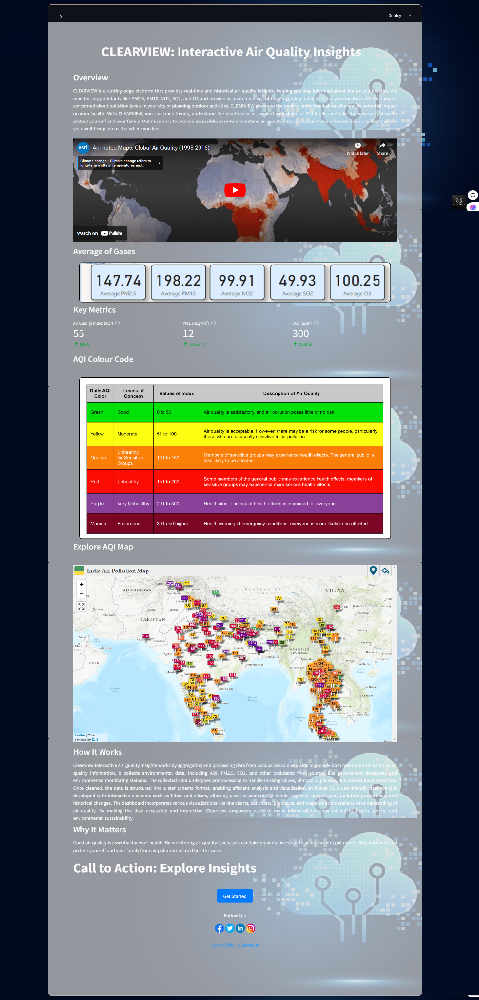 Deploy
CLEARVIEW: Interactive Air Quality Insights
Overview
CLEARVIEW is a cutting-edge platform that provides real-time and historical air quality insights, helping you stay informed about the air you breathe. We
monitor key pollutants like PM2.5, PM10, NO2, SO2, and O3 and provide accurate readings of the Air Quality Index (AQI) for your location. Whether you're
concerned about pollution levels in your city or planning outdoor activities, CLEARVIEW gives you the tools to understand air quality and its potential impact
on your health. With CLEARVIEW, you can track trends, understand the health risks associated with different AQI levels, and take the necessary steps to
protect yourself and your family. Our mission is to provide accessible, easy-to-understand air quality data so you can make informed decisions and improve
your well-being, no matter where you live.
esri Animated Maps: Global Air Quality (1998-2016)
Watch later Share
Climate change • Climate change refers to
long-term shifts in temperatures and...
Watch on YouTube
Average of Gases
147.74 198.22 99.91 49.93 100.25
Average PM2.5 Average PM10 Average NO2 Average SO2 Average O3
Key Metrics
Air Quality Index (AQI) PM2.5 (µg/m³) CO2 (ppm)
55 12 300
Up 5 Down 2 Stable
AQI Colour Code
Daily AQI Color Levels of Concern Values of Index Description of Air Quality
Green Good 0 to 50 Air quality is satisfactory, and air pollution poses little or no risk.
Yellow Moderate 51 to 100 Air quality is acceptable. However, there may be a risk for some people, particularly
those who are unusually sensitive to air pollution.
Orange Unhealthy for Sensitive Groups 101 to 150 Members of sensitive groups may experience health effects. The general public is
less likely to be affected.
Red Unhealthy 151 to 200 Some members of the general public may experience health effects; members of
sensitive groups may experience more serious health effects.
Purple Very Unhealthy 201 to 300 Health alert: The risk of health effects is increased for everyone.
Maroon Hazardous 301 and higher Health warning of emergency conditions: everyone is more likely to be affected.
Explore AQI Map
India Air Pollution Map
AFGHANISTAN
PLATEAU OF TIBET
CHINA
PAKISTAN
MYANMAR
(BURMA)
OMAN
VIETNAM
Leaflet | Tiles
powered by Esri
How It Works
Clearview Interactive Air Quality Insights works by aggregating and processing data from various sensors and APIs to provide both real-time and historical air
quality information. It collects environmental data, including AQI, PM2.5, CO2, and other pollutants from sources like government databases and
environmental monitoring stations. The collected data undergoes preprocessing to handle missing values, remove duplicates, and correct inconsistencies.
Once cleaned, the data is structured into a star schema format, enabling efficient analysis and visualization. In Power BI, a user-friendly dashboard is
developed with interactive elements such as filters and slicers, allowing users to explore AQI trends, regional comparisons, pollutant proportions, and
historical changes. The dashboard incorporates various visualizations like line charts, bar charts, pie charts, and maps for a comprehensive understanding of
air quality. By making the data accessible and interactive, Clearview empowers users to make informed decisions related to health, policy, and
environmental sustainability.
Why It Matters
Good air quality is essential for your health. By monitoring air quality levels, you can take preventative steps to avoid harmful pollutants. Stay informed and
protect yourself and your family from air pollution-related health issues.
Call to Action: Explore Insights
Get Started
Follow Us:
Privacy Policy | Contact Us